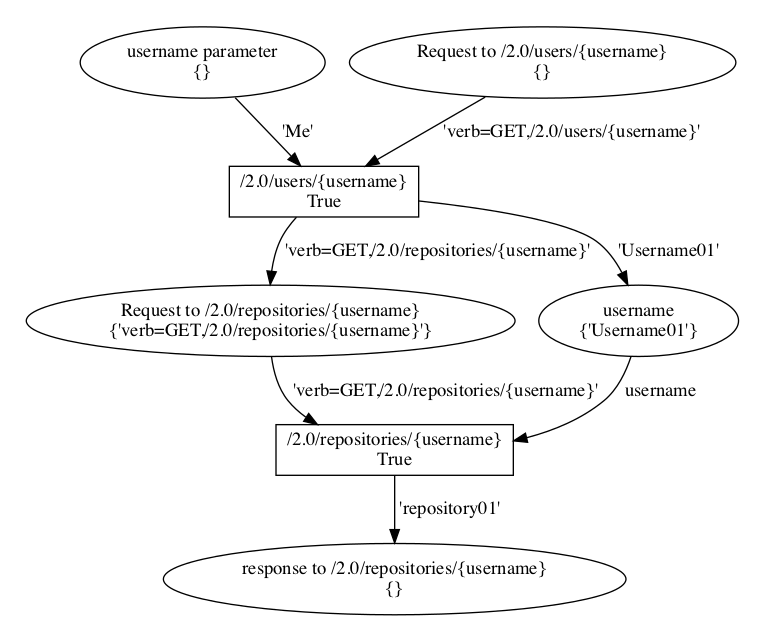 username parameter
{}
Request to /2.0/users/{username}
{}
'Me'
'verb=GET,/2.0/users/{username}'
/2.0/users/{username}
True
'verb=GET,/2.0/repositories/{username}'
'Username01'
Request to /2.0/repositories/{username}
{'verb=GET,/2.0/repositories/{username}'}
username
{'Username01'}
'verb=GET,/2.0/repositories/{username}'
username
/2.0/repositories/{username}
True
'repository01'
response to /2.0/repositories/{username}
{}